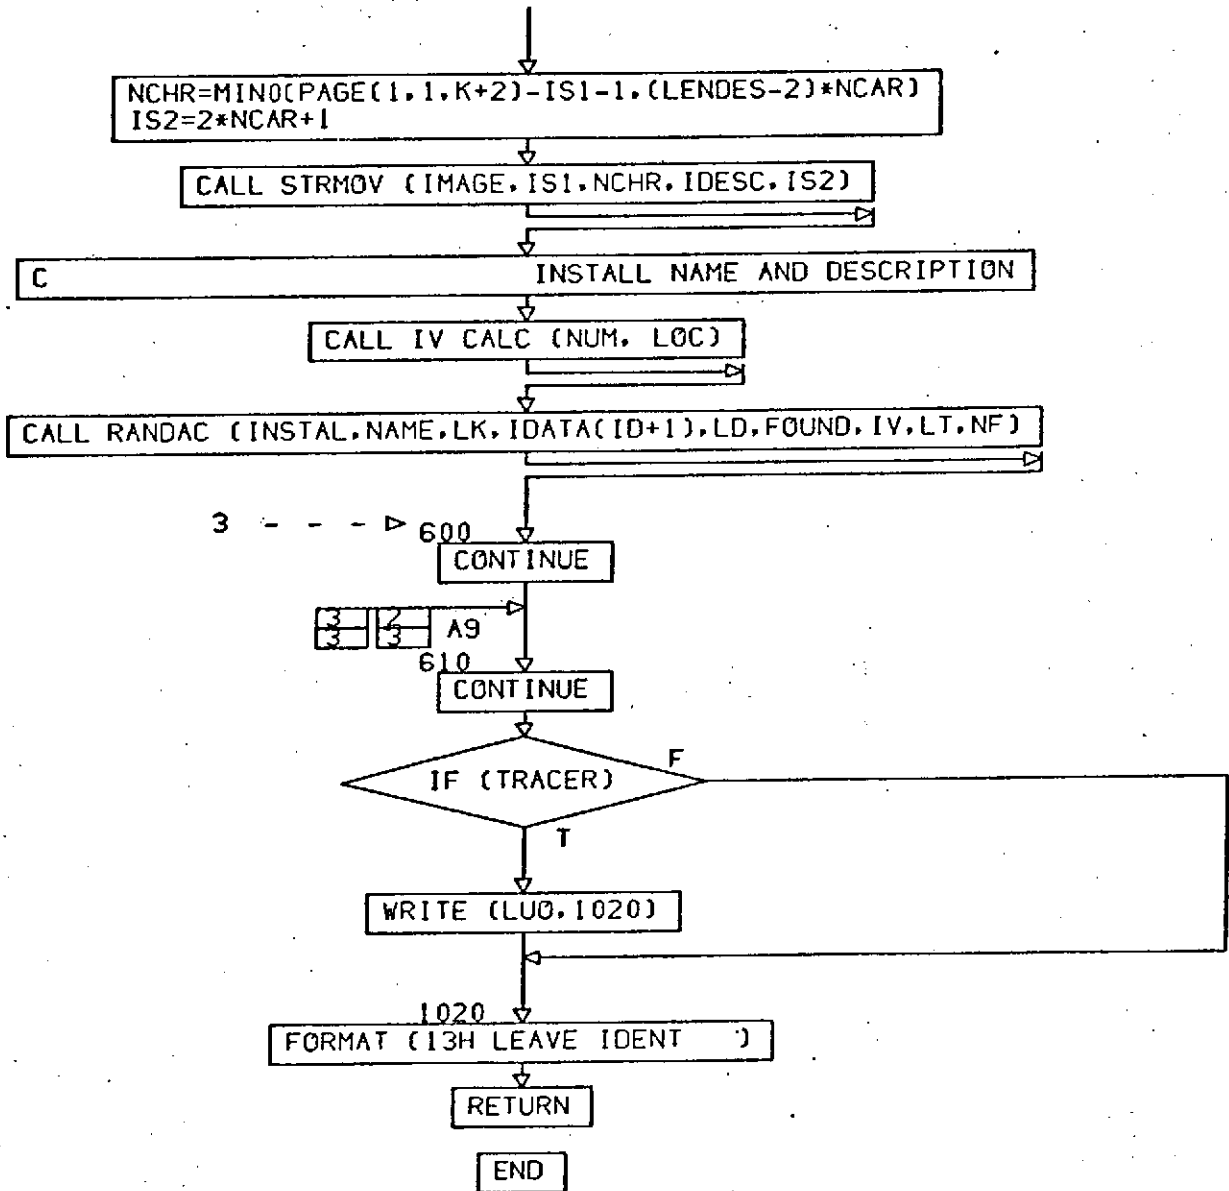 NCHR=MIN0(PAGE(1,1,K+2)-IS1-1,(LENDES-2)*NCAR)
IS2=2*NCAR+1
CALL STRMOV (IMAGE,IS1,NCHR,IDESC,IS2)
C INSTALL NAME AND DESCRIPTION
CALL IV CALC (NUM, LOC)
CALL RANDAC (INSTAL,NAME,LK,IDATA(ID+1),LD,FOUND,IV,LT,NF)
3 - - - 600
CONTINUE
3 2
3 3 A9
610
CONTINUE
IF (TRACER) F
T
WRITE (LUO,1020)
1020
FORMAT (13H LEAVE IDENT )
RETURN
END